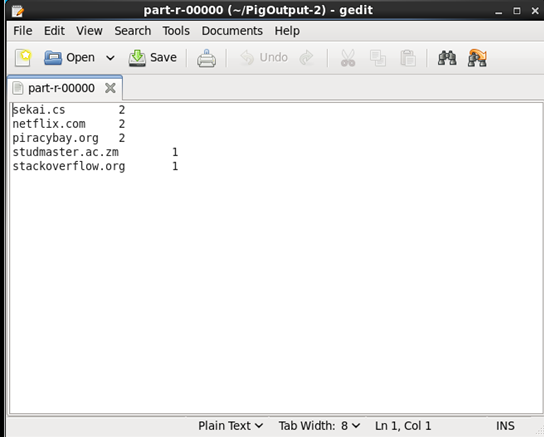 part-r-00000 (~/PigOutput-2) - gedit
File Edit View Search Tools Documents Help
Open Save Undo
part-r-00000
sekai.cs 2
netflix.com 2
piracybay.org 2
studmaster.ac.zm 1
stackoverflow.org 1
Plain Text Tab Width: 8 Ln 1, Col 1 INS